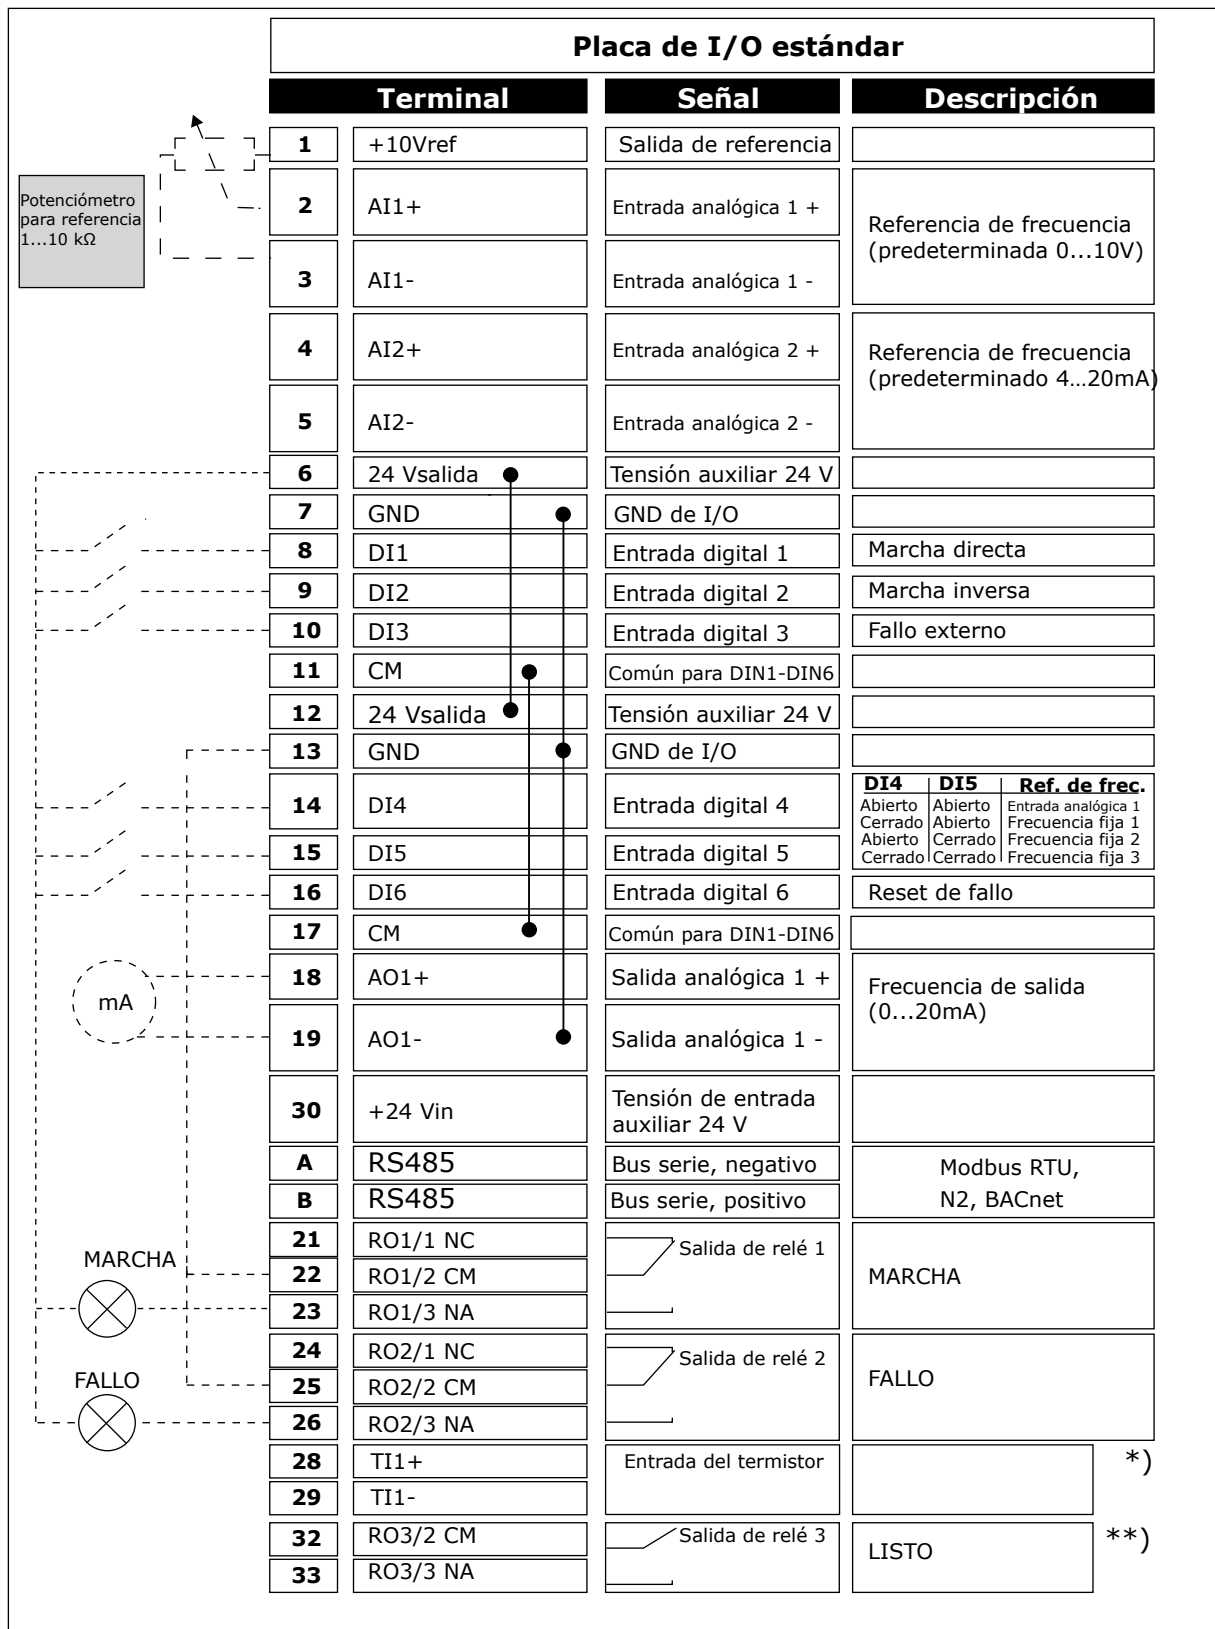 Placa de I/O estándar
Terminal Señal Descripción
1 +10Vref Salida de referencia
Potenciómetro
para referencia
1...10 kΩ
2 AI1+ Entrada analógica 1 +
Referencia de frecuencia
(predeterminada 0...10V)
3 AI1- Entrada analógica 1 -
4 AI2+ Entrada analógica 2 +
Referencia de frecuencia
(predeterminado 4...20mA)
5 AI2- Entrada analógica 2 -
6 24 Vsalida Tensión auxiliar 24 V
7 GND GND de I/O
8 DI1 Entrada digital 1 Marcha directa
9 DI2 Entrada digital 2 Marcha inversa
10 DI3 Entrada digital 3 Fallo externo
11 CM Común para DIN1-DIN6
12 24 Vsalida Tensión auxiliar 24 V
13 GND GND de I/O
14 DI4 Entrada digital 4
DI4 DI5 Ref. de frec.
Abierto Abierto Entrada analógica 1
Cerrado Abierto Frecuencia fija 1
Abierto Cerrado Frecuencia fija 2
Cerrado Cerrado Frecuencia fija 3
15 DI5 Entrada digital 5
16 DI6 Entrada digital 6 Reset de fallo
17 CM Común para DIN1-DIN6
18 AO1+ Salida analógica 1 +
Frecuencia de salida
(0...20mA)
mA
19 AO1- Salida analógica 1 -
30 +24 Vin Tensión de entrada
auxiliar 24 V
A RS485 Bus serie, negativo
Modbus RTU,
N2, BACnet
B RS485 Bus serie, positivo
21 RO1/1 NC Salida de relé 1
MARCHA
22 RO1/2 CM MARCHA
23 RO1/3 NA
24 RO2/1 NC Salida de relé 2
FALLO
25 RO2/2 CM FALLO
26 RO2/3 NA
28 TI1+ Entrada del termistor *)
29 TI1-
32 RO3/2 CM Salida de relé 3 LISTO **)
33 RO3/3 NA